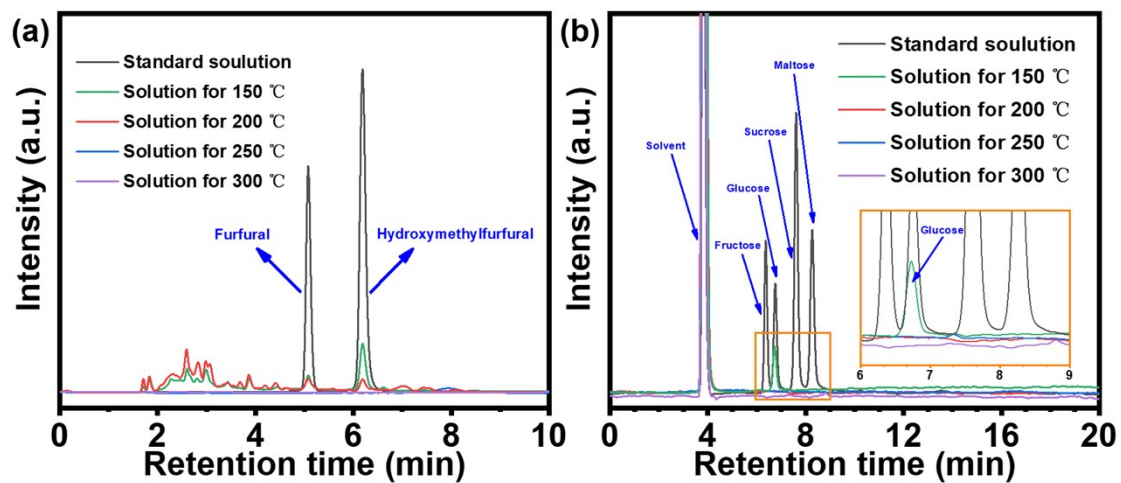 (a)
Standard soulution
Solution for 150 ℃
Solution for 200 ℃
Solution for 250 ℃
Solution for 300 ℃
Furfural
Hydroxymethylfurfural
Intensity (a.u.)
0 2 4 6 8 10
Retention time (min)
(b)
Standard soulution
Solution for 150 ℃
Solution for 200 ℃
Solution for 250 ℃
Solution for 300 ℃
Maltose
Sucrose
Solvent
Glucose
Fructose
Glucose
6 7 8 9
Intensity (a.u.)
0 4 8 12 16 20
Retention time (min)